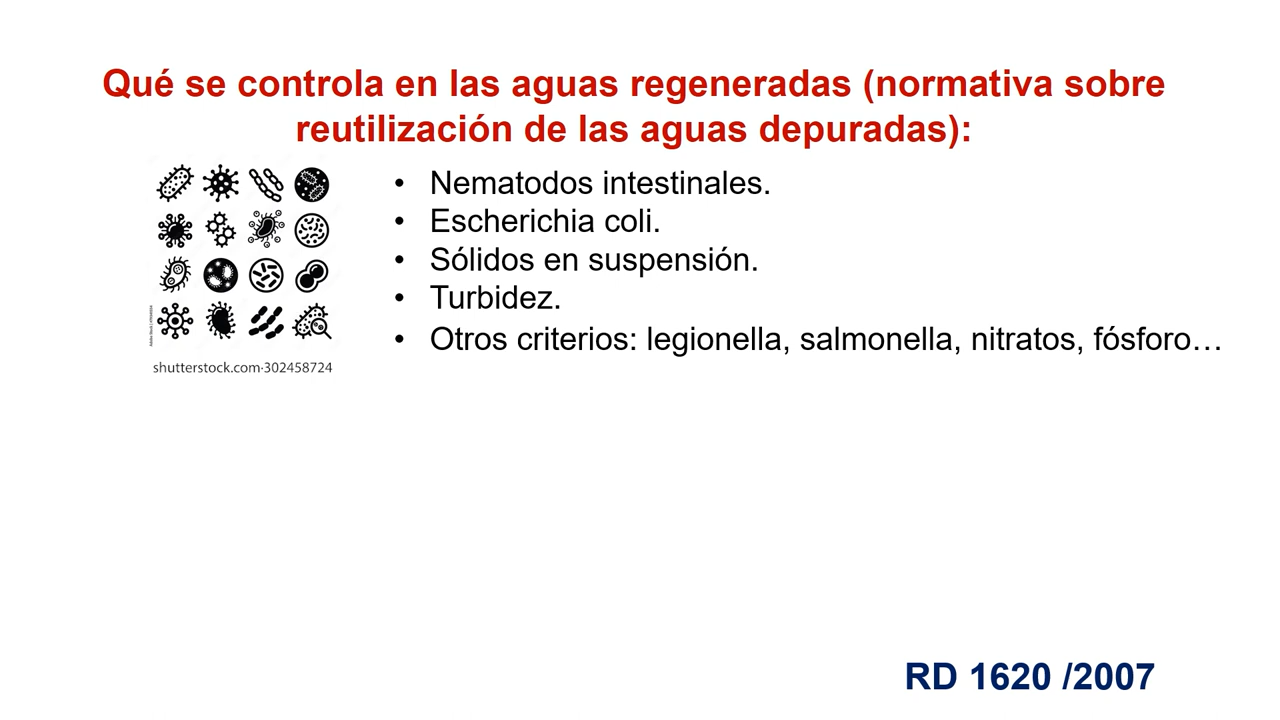 Qué se controla en las aguas regeneradas (normativa sobre
reutilización de las aguas depuradas):
• Nematodos intestinales.
• Escherichia coli.
• Sólidos en suspensión.
• Turbidez.
• Otros criterios: legionella, salmonella, nitratos, fósforo…
shutterstock.com·302458724
RD 1620 /2007